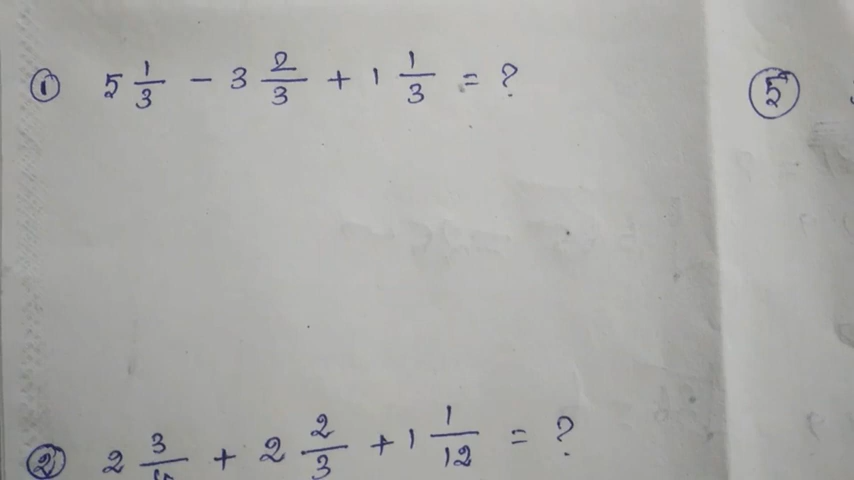 ① 5 1/3 - 3 2/3 + 1 1/3 = ?
⑤
② 2 3/ + 2 2/3 + 1 1/12 = ?